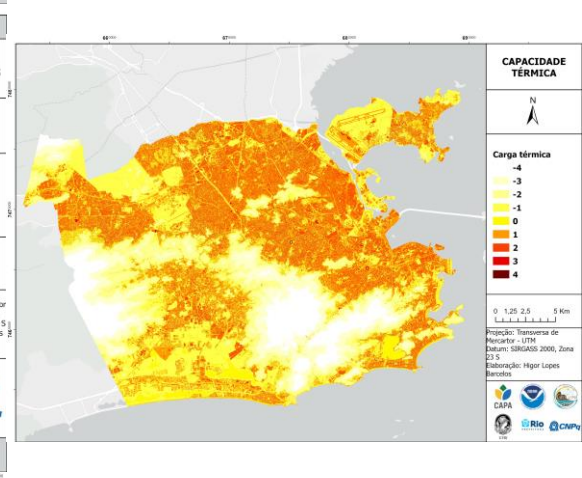 CAPACIDADE
TÉRMICA
N
Carga térmica
-4
-3
-2
-1
0
1
2
3
4
0 1,25 2,5 5 Km
Projeção: Transversa de
Mercartor - UTM
Datum: SIRGASS 2000, Zona
23 S
Elaboração: Higor Lopes
Barcelos
CAPA
Rio
CNPq